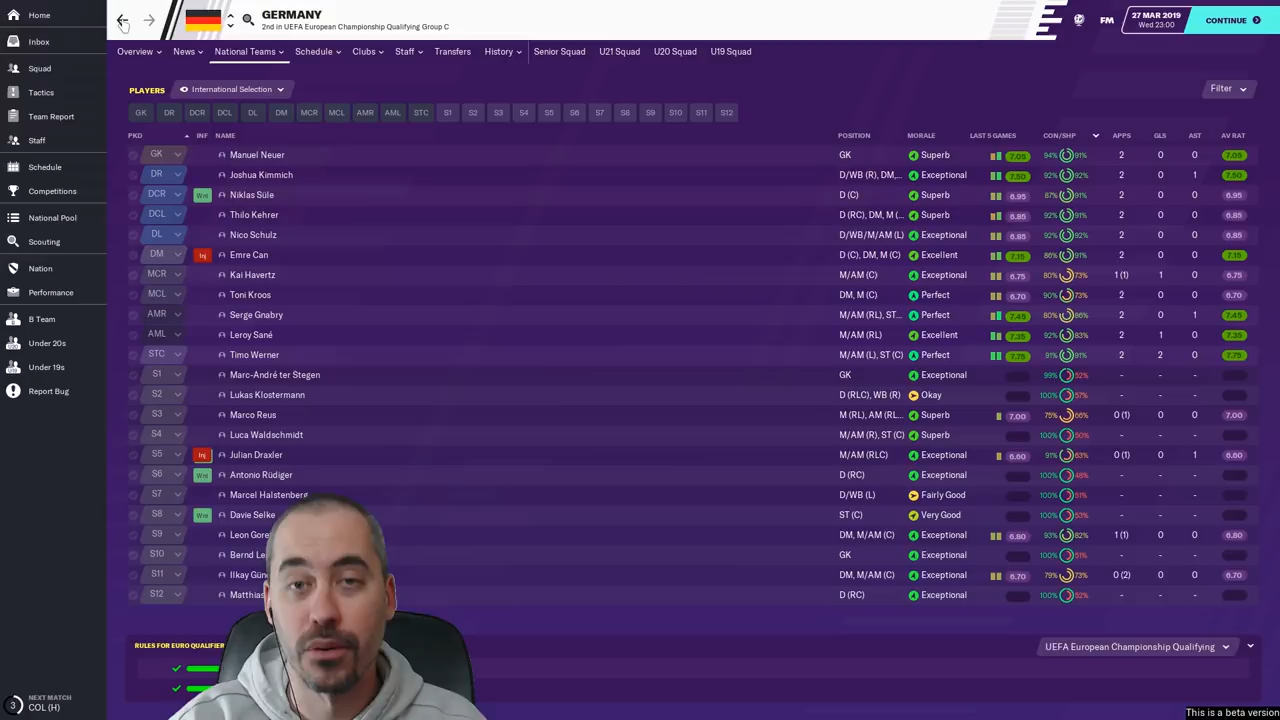 Home
Inbox
Squad
Tactics
Team Report
Staff
Schedule
Competitions
National Pool
Scouting
Nation
Performance
B Team
Under 20s
Under 19s
Report Bug
3 NEXT MATCH
COL (H)
GERMANY
2nd in UEFA European Championship Qualifying Group C
FM
27 MAR 2019
Wed 23:00
CONTINUE
Overview News National Teams Schedule Clubs Staff Transfers History Senior Squad U21 Squad U20 Squad U19 Squad
PLAYERS International Selection Filter
GK DR DCR DCL DL DM MCR MCL AMR AML STC S1 S2 S3 S4 S5 S6 S7 S8 S9 S10 S11 S12
PKD INF NAME POSITION MORALE LAST 5 GAMES CON/SHP APPS GLS AST AV RAT
GK Manuel Neuer GK Superb 7.05 94% 91% 2 0 0 7.05
DR Joshua Kimmich D/WB (R), DM,... Exceptional 7.50 92% 92% 2 0 1 7.50
DCR Wnt Niklas Süle D (C) Superb 6.95 87% 91% 2 0 0 6.95
DCL Thilo Kehrer D (RC), DM, M (... Superb 6.85 92% 91% 2 0 0 6.85
DL Nico Schulz D/WB/M/AM (L) Exceptional 6.85 92% 92% 2 0 0 6.85
DM Inj Emre Can D (C), DM, M (C) Excellent 7.15 86% 91% 2 0 0 7.15
MCR Kai Havertz M/AM (C) Exceptional 6.75 80% 73% 1 (1) 1 0 6.75
MCL Toni Kroos DM, M (C) Perfect 6.70 90% 73% 2 0 0 6.70
AMR Serge Gnabry M/AM (RL), ST... Perfect 7.45 80% 86% 2 0 1 7.45
AML Leroy Sané M/AM (RL) Excellent 7.35 92% 83% 2 1 0 7.35
STC Timo Werner M/AM (L), ST (C) Perfect 7.75 91% 91% 2 2 0 7.75
S1 Marc-André ter Stegen GK Exceptional 99% 52% - - -
S2 Lukas Klostermann D (RLC), WB (R) Okay 100% 57% - - -
S3 Marco Reus M (RL), AM (RL... Superb 7.00 75% 66% 0 (1) 0 0 7.00
S4 Luca Waldschmidt M/AM (R), ST (C) Superb 100% 50% - - -
S5 Inj Julian Draxler M/AM (RLC) Exceptional 6.60 91% 63% 0 (1) 0 1 6.60
S6 Wnt Antonio Rüdiger D (RC) Exceptional 100% 48% - - -
S7 Marcel Halstenberg D/WB (L) Fairly Good 100% 51% - - -
S8 Wnt Davie Selke ST (C) Very Good 100% 53% - - -
S9 Leon Gore DM, M/AM (C) Exceptional 6.80 93% 82% 1 (1) 0 0 6.80
S10 Bernd Le GK Exceptional 100% 51% - - -
S11 Ilkay Gün DM, M/AM (C) Exceptional 6.70 79% 73% 0 (2) 0 0 6.70
S12 Matthias D (RC) Exceptional 100% 52% - - -
RULES FOR EURO QUALIFIER UEFA European Championship Qualifying
This is a beta version